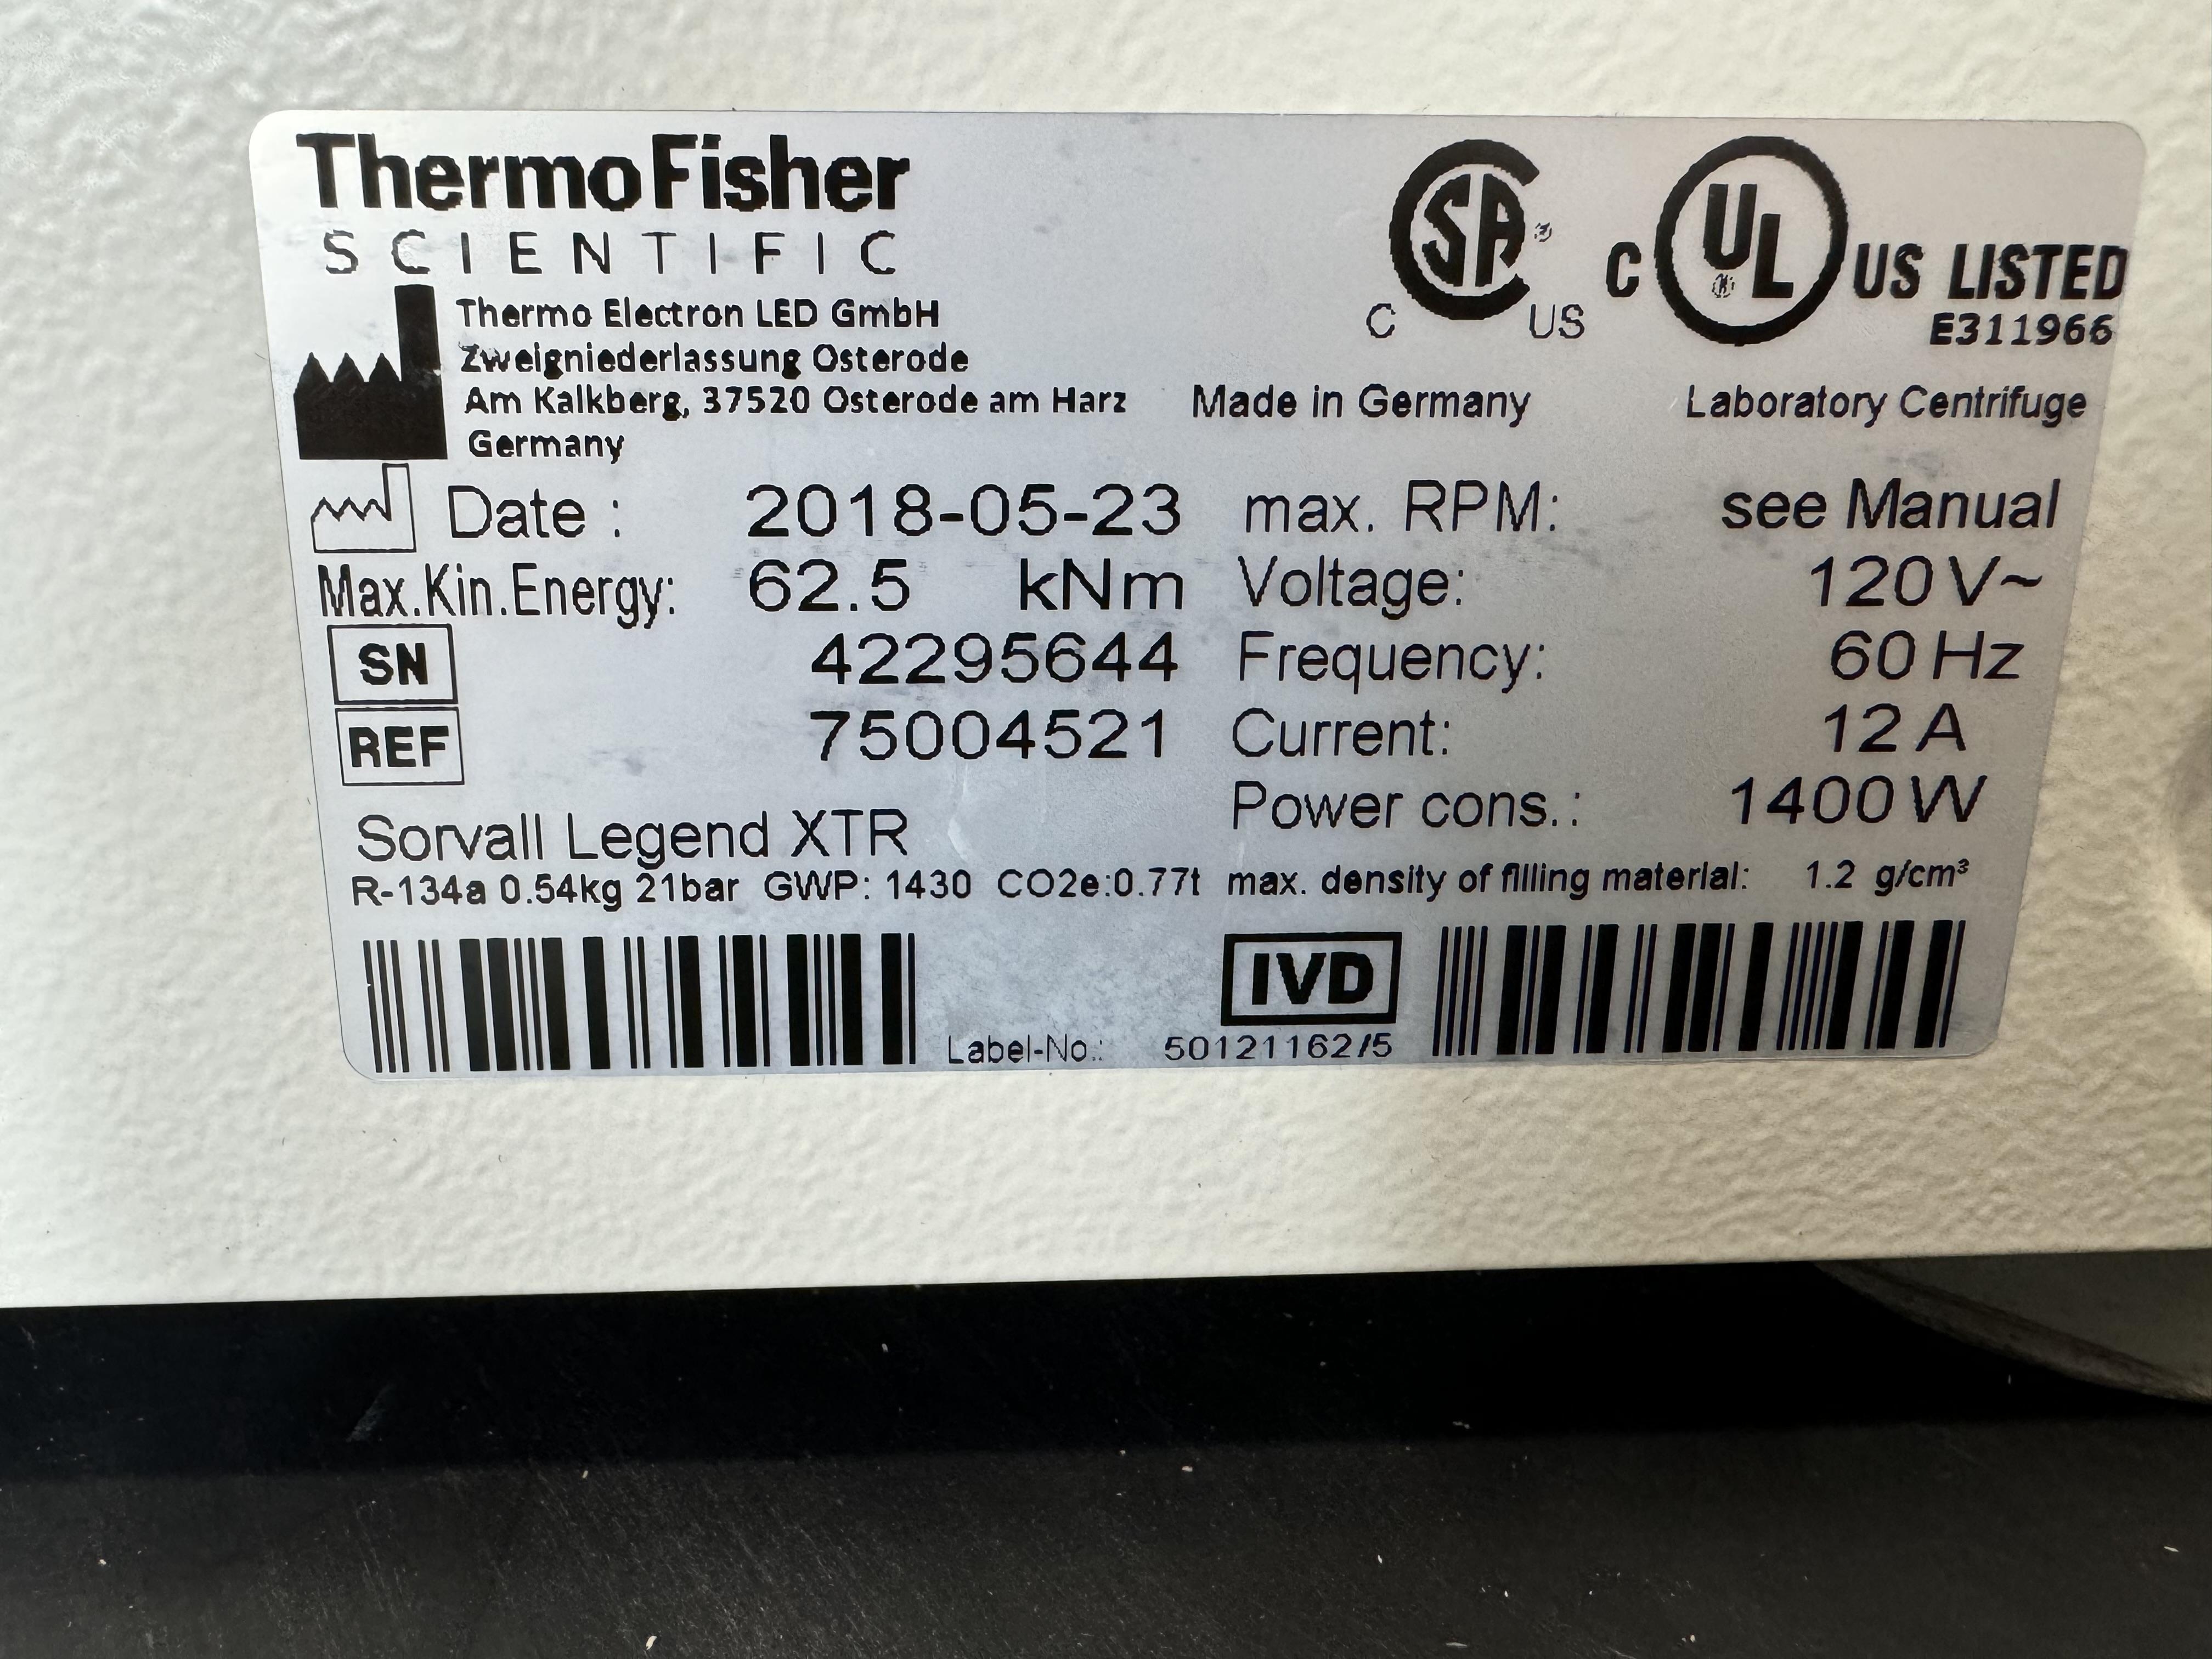 ThermoFisher
SCIENTIFIC
SA
C US
C UL US LISTED
E311966
Thermo Electron LED GmbH
Zweigniederlassung Osterode
Am Kalkberg, 37520 Osterode am Harz
Germany
Made in Germany
Laboratory Centrifuge
Date : 2018-05-23
max. RPM: see Manual
Max.Kin.Energy: 62.5 kNm
Voltage: 120 V~
SN 42295644
Frequency: 60 Hz
REF 75004521
Current: 12 A
Power cons.: 1400 W
Sorvall Legend XTR
R-134a 0.54kg 21bar GWP: 1430 CO2e:0.77t
max. density of filling material: 1.2 g/cm³
IVD
Label-No.: 50121162/5